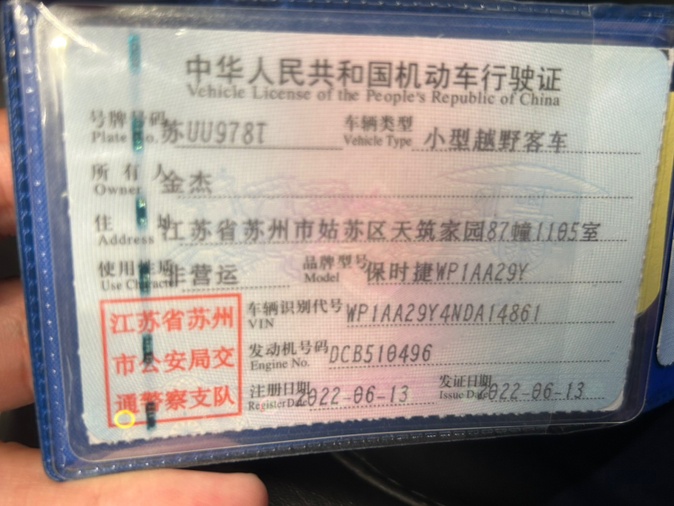 中华人民共和国机动车行驶证
Vehicle License of the People's Republic of China
号牌号码 苏UU978T 车辆类型 小型越野客车
Plate No. Vehicle Type
所有人 金杰
Owner
住址 江苏省苏州市姑苏区天筑家园87幢1105室
Address
使用性质 非营运 品牌型号 保时捷WP1AA29Y
Use Character Model
车辆识别代号 WP1AA29Y4NDA14861
VIN
发动机号码 DCB510496
Engine No.
注册日期 2022-06-13 发证日期 2022-06-13
Register Date Issue Date
江苏省苏州
市公安局交
通警察支队